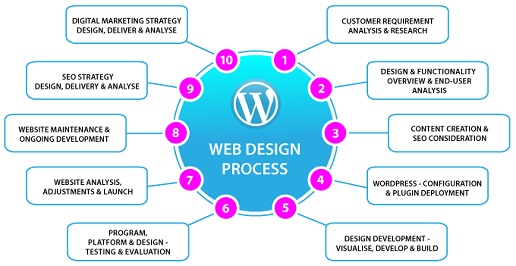 DIGITAL MARKETING STRATEGY
DESIGN, DELIVER & ANALYSE
CUSTOMER REQUIREMENT
ANALYSIS & RESEARCH
10
1
SEO STRATEGY
DESIGN, DELIVERY & ANALYSE
9
2
DESIGN & FUNCTIONALITY
OVERVIEW & END-USER
ANALYSIS
W
WEBSITE MAINTENANCE &
ONGOING DEVELOPMENT
8
WEB DESIGN
PROCESS
3
CONTENT CREATION &
SEO CONSIDERATION
WEBSITE ANALYSIS,
ADJUSTMENTS & LAUNCH
7
4
WORDPRESS - CONFIGURATION
& PLUGIN DEPLOYMENT
6
5
PROGRAM,
PLATFORM & DESIGN -
TESTING & EVALUATION
DESIGN DEVELOPMENT -
VISUALISE, DEVELOP & BUILD